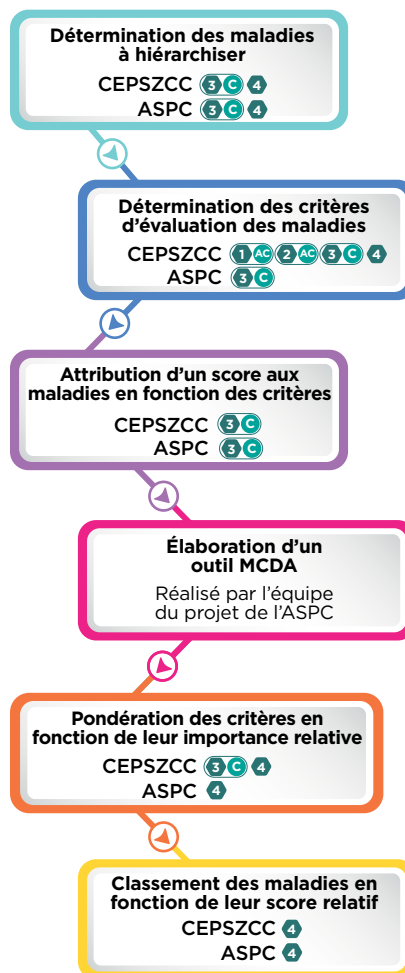 Détermination des maladies
à hiérarchiser
CEPSZCC 3 C 4
ASPC 3 C 4
Détermination des critères
d'évaluation des maladies
CEPSZCC 1 AC 2 AC 3 C 4
ASPC 3 C
Attribution d'un score aux
maladies en fonction des critères
CEPSZCC 3 C
ASPC 3 C
Élaboration d'un
outil MCDA
Réalisé par l'équipe
du projet de l'ASPC
Pondération des critères en
fonction de leur importance relative
CEPSZCC 3 C 4
ASPC 4
Classement des maladies en
fonction de leur score relatif
CEPSZCC 4
ASPC 4